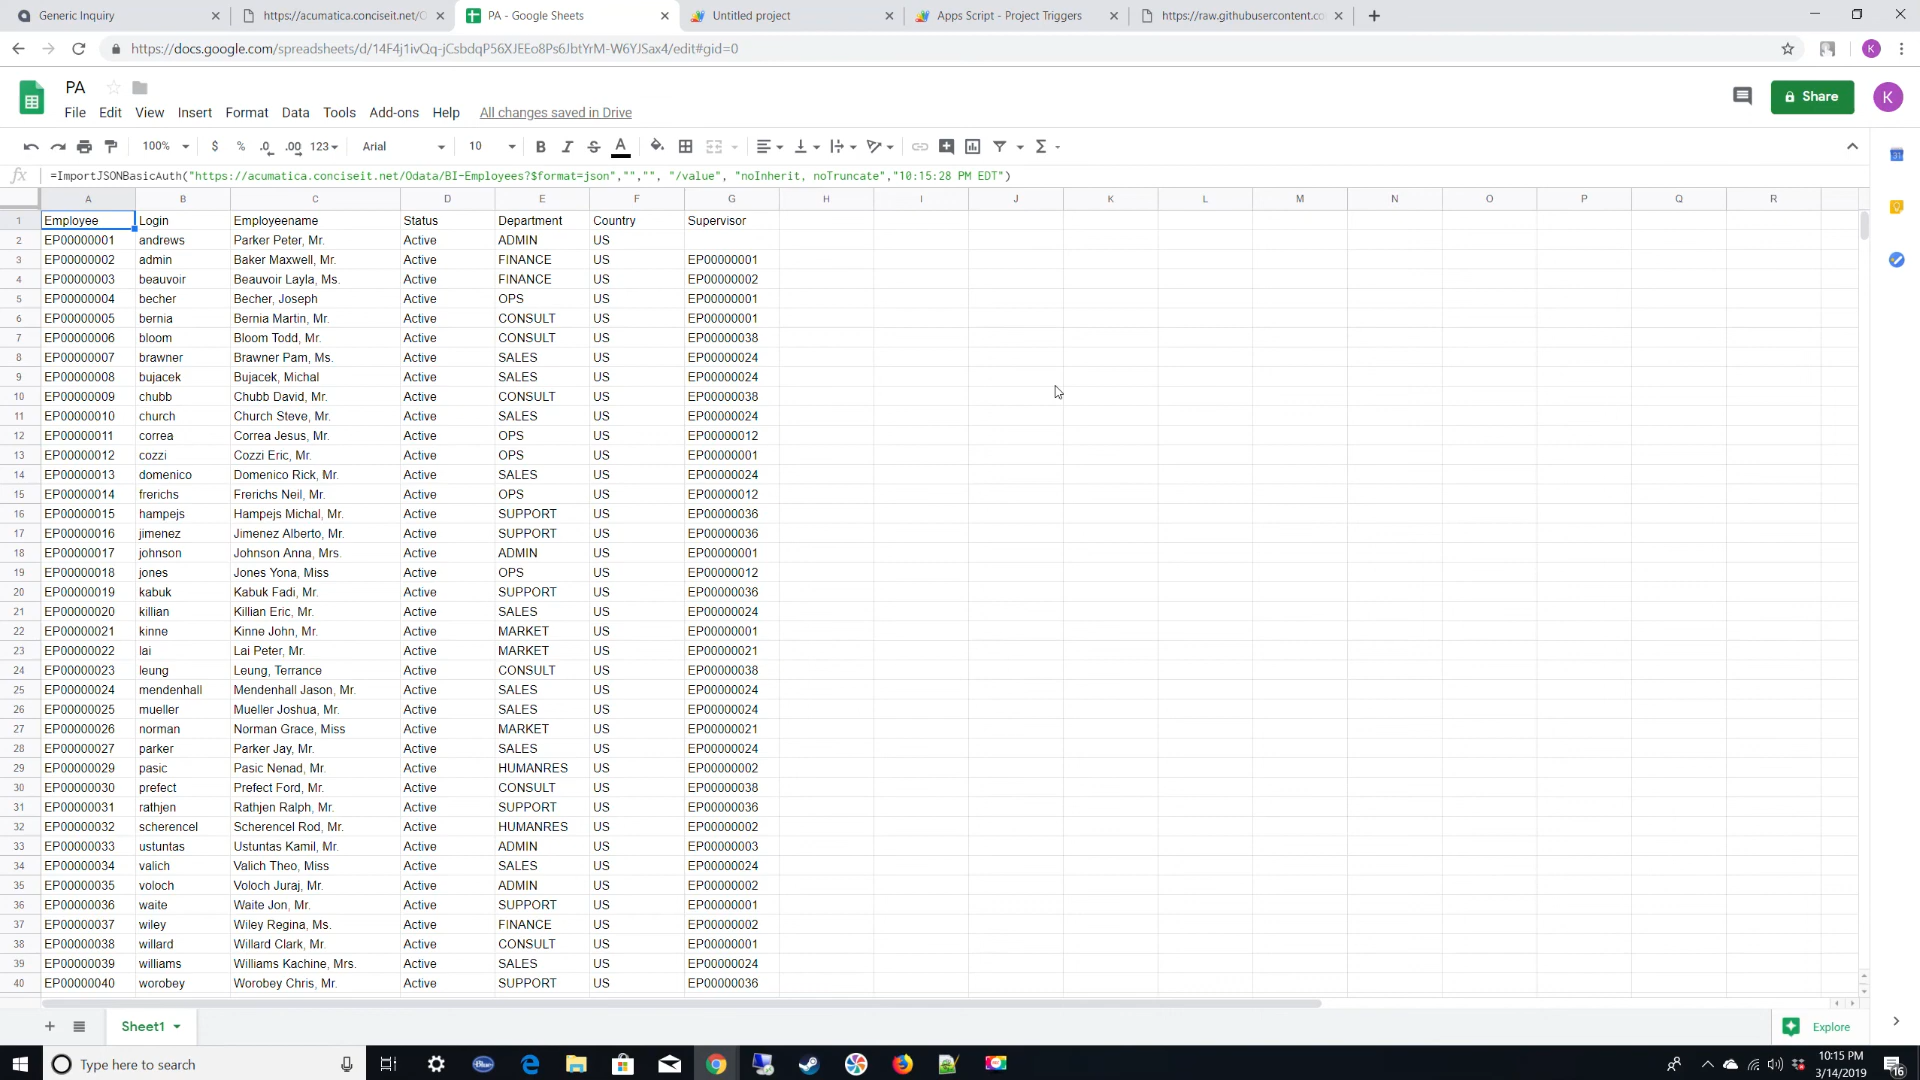 Generic Inquiry
https://acumatica.conciseit.net/O
PA - Google Sheets
Untitled project
Apps Script - Project Triggers
https://raw.githubusercontent.co
https://docs.google.com/spreadsheets/d/14F4j1ivQq-jCsbdqP56XJEEo8Ps6JbtYrM-W6YJSax4/edit#gid=0
K
PA
File Edit View Insert Format Data Tools Add-ons Help All changes saved in Drive
Share
K
100% $ % .0 .00 123 Arial 10 B I S A Σ
fx =ImportJSONBasicAuth("https://acumatica.conciseit.net/Odata/BI-Employees?$format=json","","", "/value", "noInherit, noTruncate","10:15:28 PM EDT")
A B C D E F G H I J K L M N O P Q R
1 Employee Login Employeename Status Department Country Supervisor
2 EP00000001 andrews Parker Peter, Mr. Active ADMIN US
3 EP00000002 admin Baker Maxwell, Mr. Active FINANCE US EP00000001
4 EP00000003 beauvoir Beauvoir Layla, Ms. Active FINANCE US EP00000002
5 EP00000004 becher Becher, Joseph Active OPS US EP00000001
6 EP00000005 bernia Bernia Martin, Mr. Active CONSULT US EP00000001
7 EP00000006 bloom Bloom Todd, Mr. Active CONSULT US EP00000038
8 EP00000007 brawner Brawner Pam, Ms. Active SALES US EP00000024
9 EP00000008 bujacek Bujacek, Michal Active SALES US EP00000024
10 EP00000009 chubb Chubb David, Mr. Active CONSULT US EP00000038
11 EP00000010 church Church Steve, Mr. Active SALES US EP00000024
12 EP00000011 correa Correa Jesus, Mr. Active OPS US EP00000012
13 EP00000012 cozzi Cozzi Eric, Mr. Active OPS US EP00000001
14 EP00000013 domenico Domenico Rick, Mr. Active SALES US EP00000024
15 EP00000014 frerichs Frerichs Neil, Mr. Active OPS US EP00000012
16 EP00000015 hampejs Hampejs Michal, Mr. Active SUPPORT US EP00000036
17 EP00000016 jimenez Jimenez Alberto, Mr. Active SUPPORT US EP00000036
18 EP00000017 johnson Johnson Anna, Mrs. Active ADMIN US EP00000001
19 EP00000018 jones Jones Yona, Miss Active OPS US EP00000012
20 EP00000019 kabuk Kabuk Fadi, Mr. Active SUPPORT US EP00000036
21 EP00000020 killian Killian Eric, Mr. Active SALES US EP00000024
22 EP00000021 kinne Kinne John, Mr. Active MARKET US EP00000001
23 EP00000022 lai Lai Peter, Mr. Active MARKET US EP00000021
24 EP00000023 leung Leung, Terrance Active CONSULT US EP00000038
25 EP00000024 mendenhall Mendenhall Jason, Mr. Active SALES US EP00000024
26 EP00000025 mueller Mueller Joshua, Mr. Active SALES US EP00000024
27 EP00000026 norman Norman Grace, Miss Active MARKET US EP00000021
28 EP00000027 parker Parker Jay, Mr. Active SALES US EP00000024
29 EP00000029 pasic Pasic Nenad, Mr. Active HUMANRES US EP00000002
30 EP00000030 prefect Prefect Ford, Mr. Active CONSULT US EP00000038
31 EP00000031 rathjen Rathjen Ralph, Mr. Active SUPPORT US EP00000036
32 EP00000032 scherencel Scherencel Rod, Mr. Active HUMANRES US EP00000002
33 EP00000033 ustuntas Ustuntas Kamil, Mr. Active ADMIN US EP00000003
34 EP00000034 valich Valich Theo, Miss Active SALES US EP00000024
35 EP00000035 voloch Voloch Juraj, Mr. Active ADMIN US EP00000002
36 EP00000036 waite Waite Jon, Mr. Active SUPPORT US EP00000001
37 EP00000037 wiley Wiley Regina, Ms. Active FINANCE US EP00000002
38 EP00000038 willard Willard Clark, Mr. Active CONSULT US EP00000001
39 EP00000039 williams Williams Kachine, Mrs. Active SALES US EP00000024
40 EP00000040 worobey Worobey Chris, Mr. Active SUPPORT US EP00000036
Sheet1
Explore
Type here to search
10:15 PM
3/14/2019
16